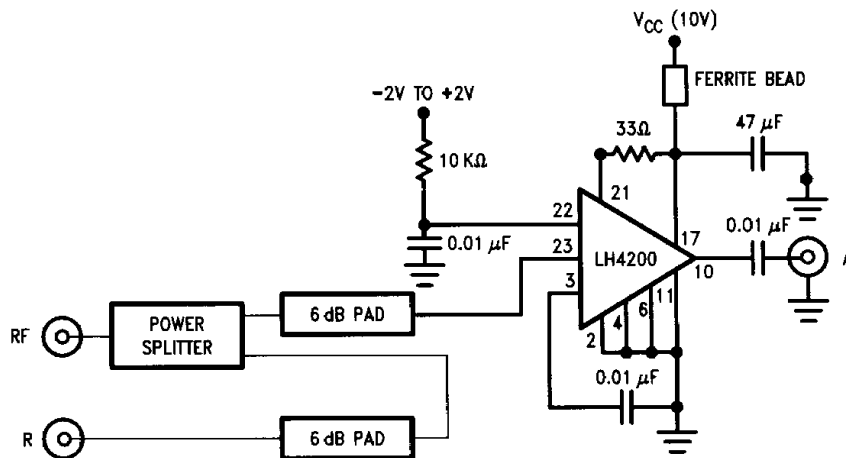 V_CC (10V)
FERRITE BEAD
-2V TO +2V
33Ω
47 μF
10 KΩ
21
22
0.01 μF
17
0.01 μF
23
LH4200
10
A
3
11
6
4
2
6 dB PAD
RF
POWER
SPLITTER
0.01 μF
R
6 dB PAD